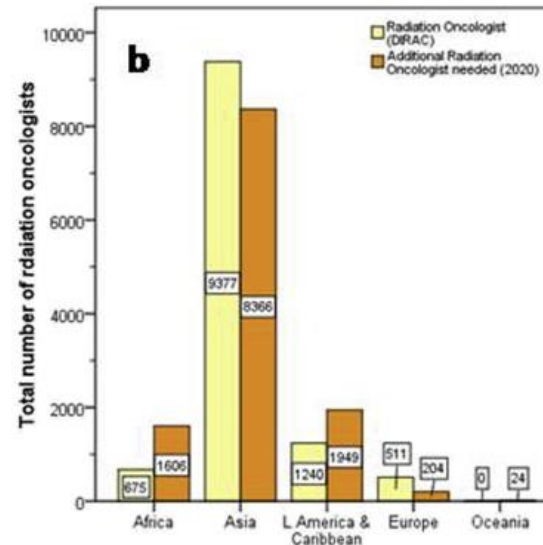 b
Radiation Oncologist
(DIRAC)
Additional Radiation
Oncologist needed (2020)
Total number of rdaiation oncologists
10000
8000
6000
4000
2000
0
675
1606
9377
8366
1240
1949
511
204
0
24
Africa
Asia
L America &
Caribbean
Europe
Oceania